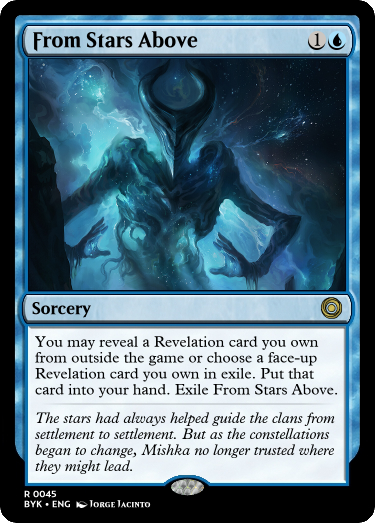 From Stars Above 1
Sorcery
You may reveal a Revelation card you own
from outside the game or choose a face-up
Revelation card you own in exile. Put that
card into your hand. Exile From Stars Above.
The stars had always helped guide the clans from
settlement to settlement. But as the constellations
began to change, Mishka no longer trusted where
they might lead.
R 0045
BYK • ENG Jorge Jacinto